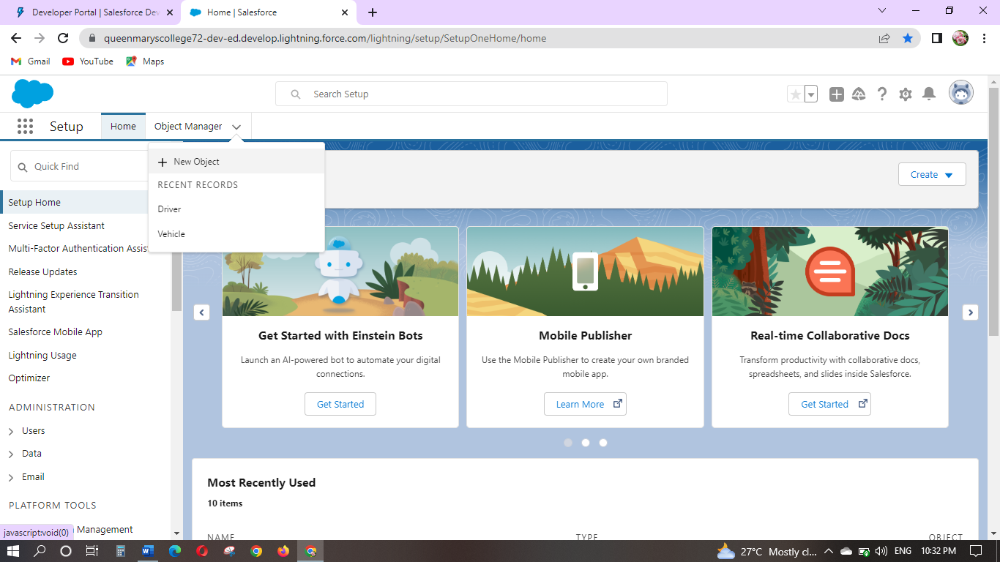 Developer Portal | Salesforce Dev
Home | Salesforce
queenmaryscollege72-dev-ed.develop.lightning.force.com/lightning/setup/SetupOneHome/home
Gmail
YouTube
Maps
Search Setup
Setup
Home
Object Manager
Quick Find
New Object
RECENT RECORDS
Driver
Vehicle
Create
Setup Home
Service Setup Assistant
Multi-Factor Authentication Assis
Release Updates
Lightning Experience Transition
Assistant
Salesforce Mobile App
Lightning Usage
Optimizer
ADMINISTRATION
Users
Data
Email
PLATFORM TOOLS
Management
javascript:void(0)
Get Started with Einstein Bots
Launch an AI-powered bot to automate your digital
connections.
Get Started
Mobile Publisher
Use the Mobile Publisher to create your own branded
mobile app.
Learn More
Real-time Collaborative Docs
Transform productivity with collaborative docs,
spreadsheets, and slides inside Salesforce.
Get Started
Most Recently Used
10 items
NAME
TYPE
OBJECT
27°C Mostly cl...
ENG
10:32 PM